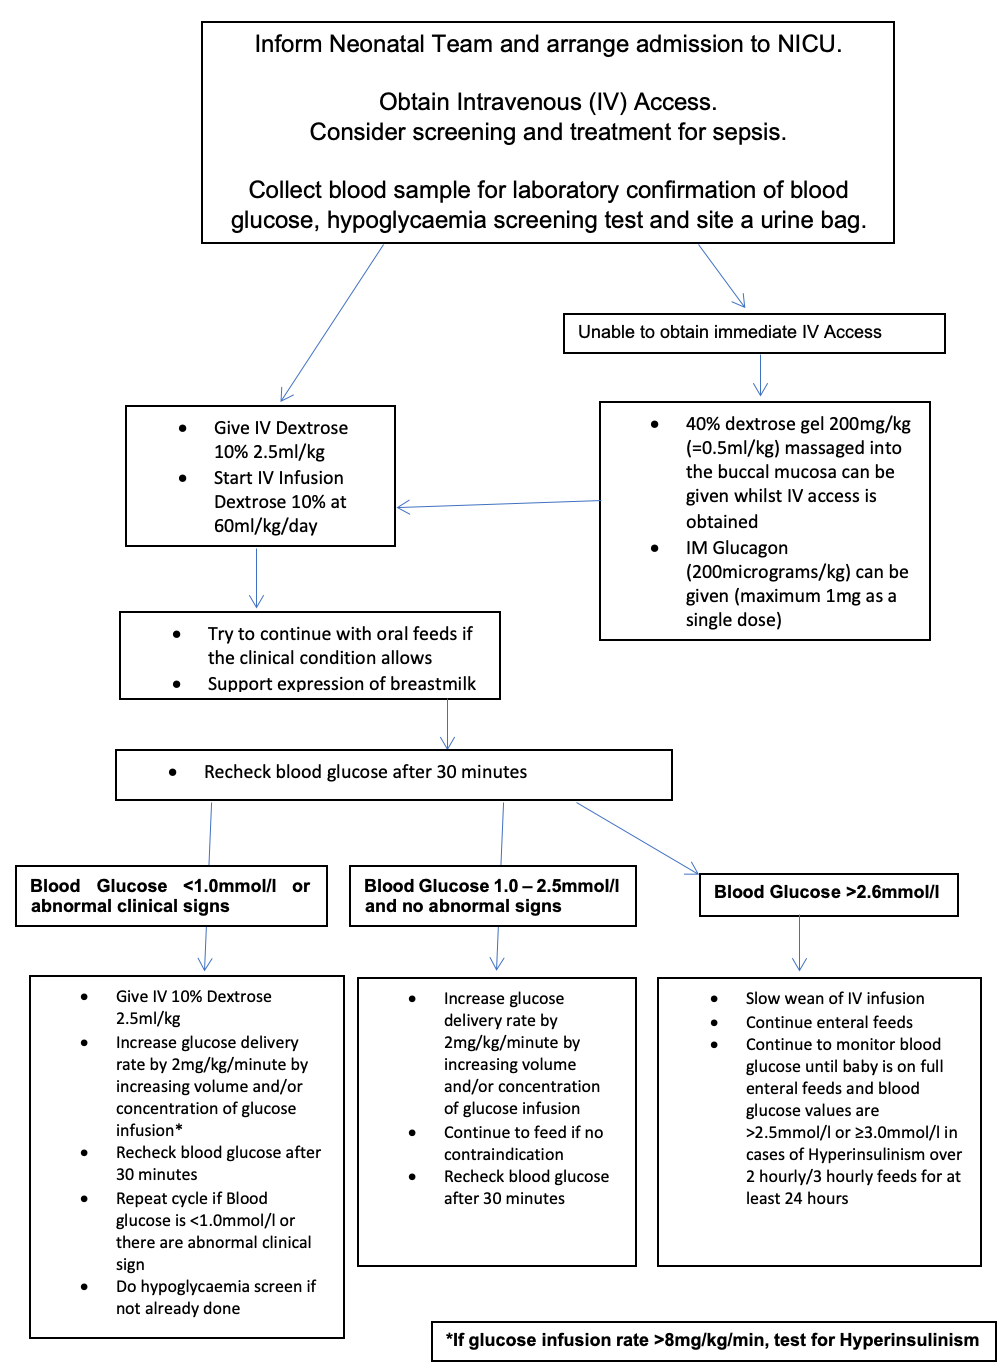 Inform Neonatal Team and arrange admission to NICU.
Obtain Intravenous (IV) Access.
Consider screening and treatment for sepsis.
Collect blood sample for laboratory confirmation of blood
glucose, hypoglycaemia screening test and site a urine bag.
Unable to obtain immediate IV Access
• Give IV Dextrose
10% 2.5ml/kg
• Start IV Infusion
Dextrose 10% at
60ml/kg/day
• 40% dextrose gel 200mg/kg
(=0.5ml/kg) massaged into
the buccal mucosa can be
given whilst IV access is
obtained
• IM Glucagon
(200micrograms/kg) can be
given (maximum 1mg as a
single dose)
• Try to continue with oral feeds if
the clinical condition allows
• Support expression of breastmilk
• Recheck blood glucose after 30 minutes
Blood Glucose <1.0mmol/l or
abnormal clinical signs
Blood Glucose 1.0 – 2.5mmol/l
and no abnormal signs
Blood Glucose >2.6mmol/l
• Give IV 10% Dextrose
2.5ml/kg
• Increase glucose delivery
rate by 2mg/kg/minute by
increasing volume and/or
concentration of glucose
infusion*
• Recheck blood glucose after
30 minutes
• Repeat cycle if Blood
glucose is <1.0mmol/l or
there are abnormal clinical
sign
• Do hypoglycaemia screen if
not already done
• Increase glucose
delivery rate by
2mg/kg/minute by
increasing volume
and/or concentration
of glucose infusion
• Continue to feed if no
contraindication
• Recheck blood glucose
after 30 minutes
• Slow wean of IV infusion
• Continue enteral feeds
• Continue to monitor blood
glucose until baby is on full
enteral feeds and blood
glucose values are
>2.5mmol/l or ≥3.0mmol/l in
cases of Hyperinsulinism over
2 hourly/3 hourly feeds for at
least 24 hours
*If glucose infusion rate >8mg/kg/min, test for Hyperinsulinism